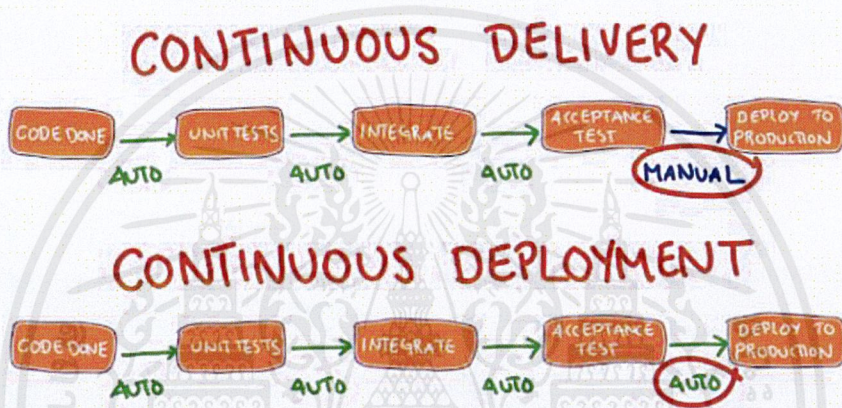 CONTINUOUS DELIVERY
CODE DONE UNIT TESTS INTEGRATE ACCEPTANCE TEST DEPLOY TO PRODUCTION
AUTO AUTO AUTO MANUAL
CONTINUOUS DEPLOYMENT
CODE DONE UNIT TESTS INTEGRATE ACCEPTANCE TEST DEPLOY TO PRODUCTION
AUTO AUTO AUTO AUTO